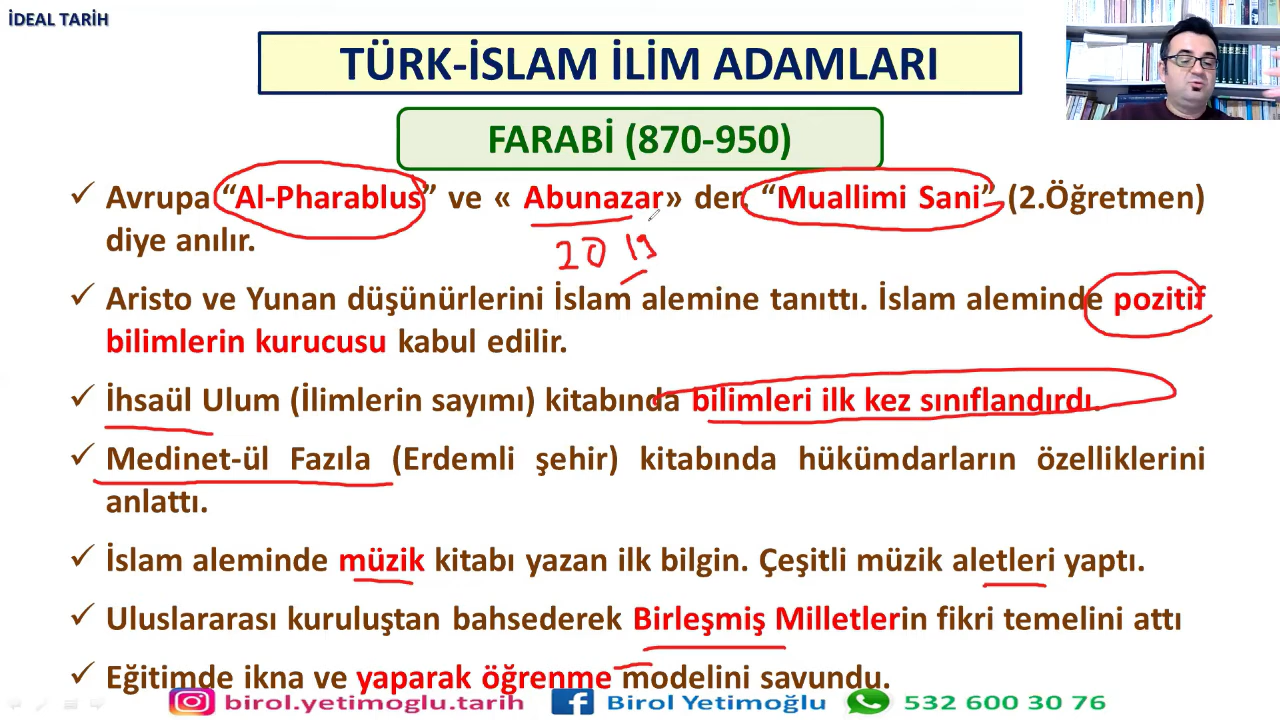 İDEAL TARİH
TÜRK-İSLAM İLİM ADAMLARI
FARABİ (870-950)
✓ Avrupa “Al-Pharablus” ve « Abunazar» der. “Muallimi Sani” (2.Öğretmen)
diye anılır.
20 19
✓ Aristo ve Yunan düşünürlerini İslam alemine tanıttı. İslam aleminde pozitif
bilimlerin kurucusu kabul edilir.
✓ İhsaül Ulum (İlimlerin sayımı) kitabında bilimleri ilk kez sınıflandırdı.
✓ Medinet-ül Fazıla (Erdemli şehir) kitabında hükümdarların özelliklerini
anlattı.
✓ İslam aleminde müzik kitabı yazan ilk bilgin. Çeşitli müzik aletleri yaptı.
✓ Uluslararası kuruluştan bahsederek Birleşmiş Milletlerin fikri temelini attı
✓ Eğitimde ikna ve yaparak öğrenme modelini savundu.
birol.yetimoglu.tarih Birol Yetimoğlu 532 600 30 76